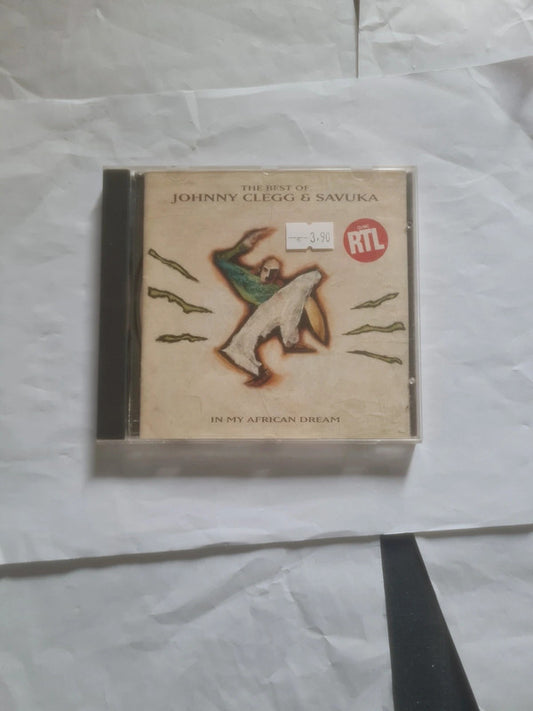 THE BEST OF
JOHNNY CLEGG & SAVUKA
3,90
RTL
IN MY AFRICAN DREAM